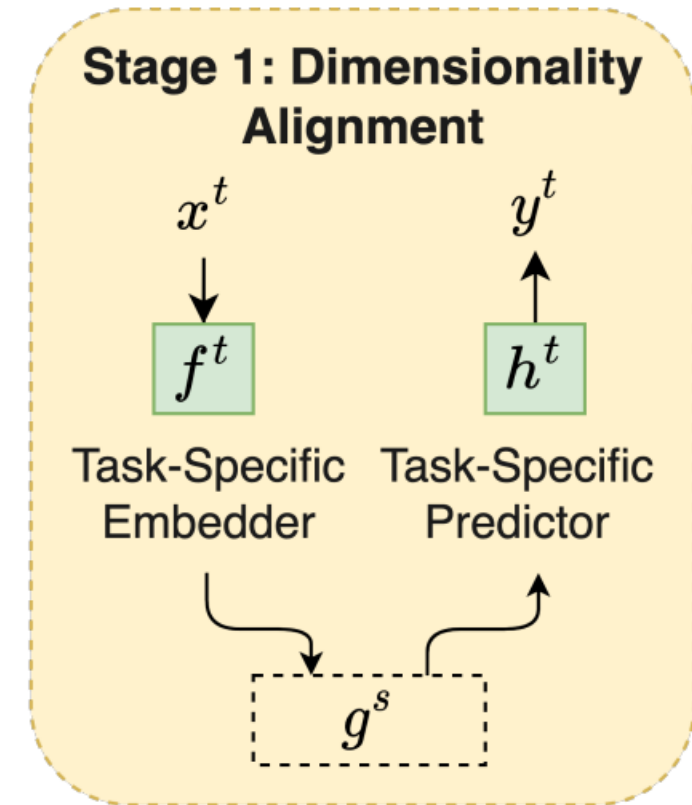 Stage 1: Dimensionality
Alignment
x^t
y^t
f^t
h^t
Task-Specific
Embedder
Task-Specific
Predictor
g^s